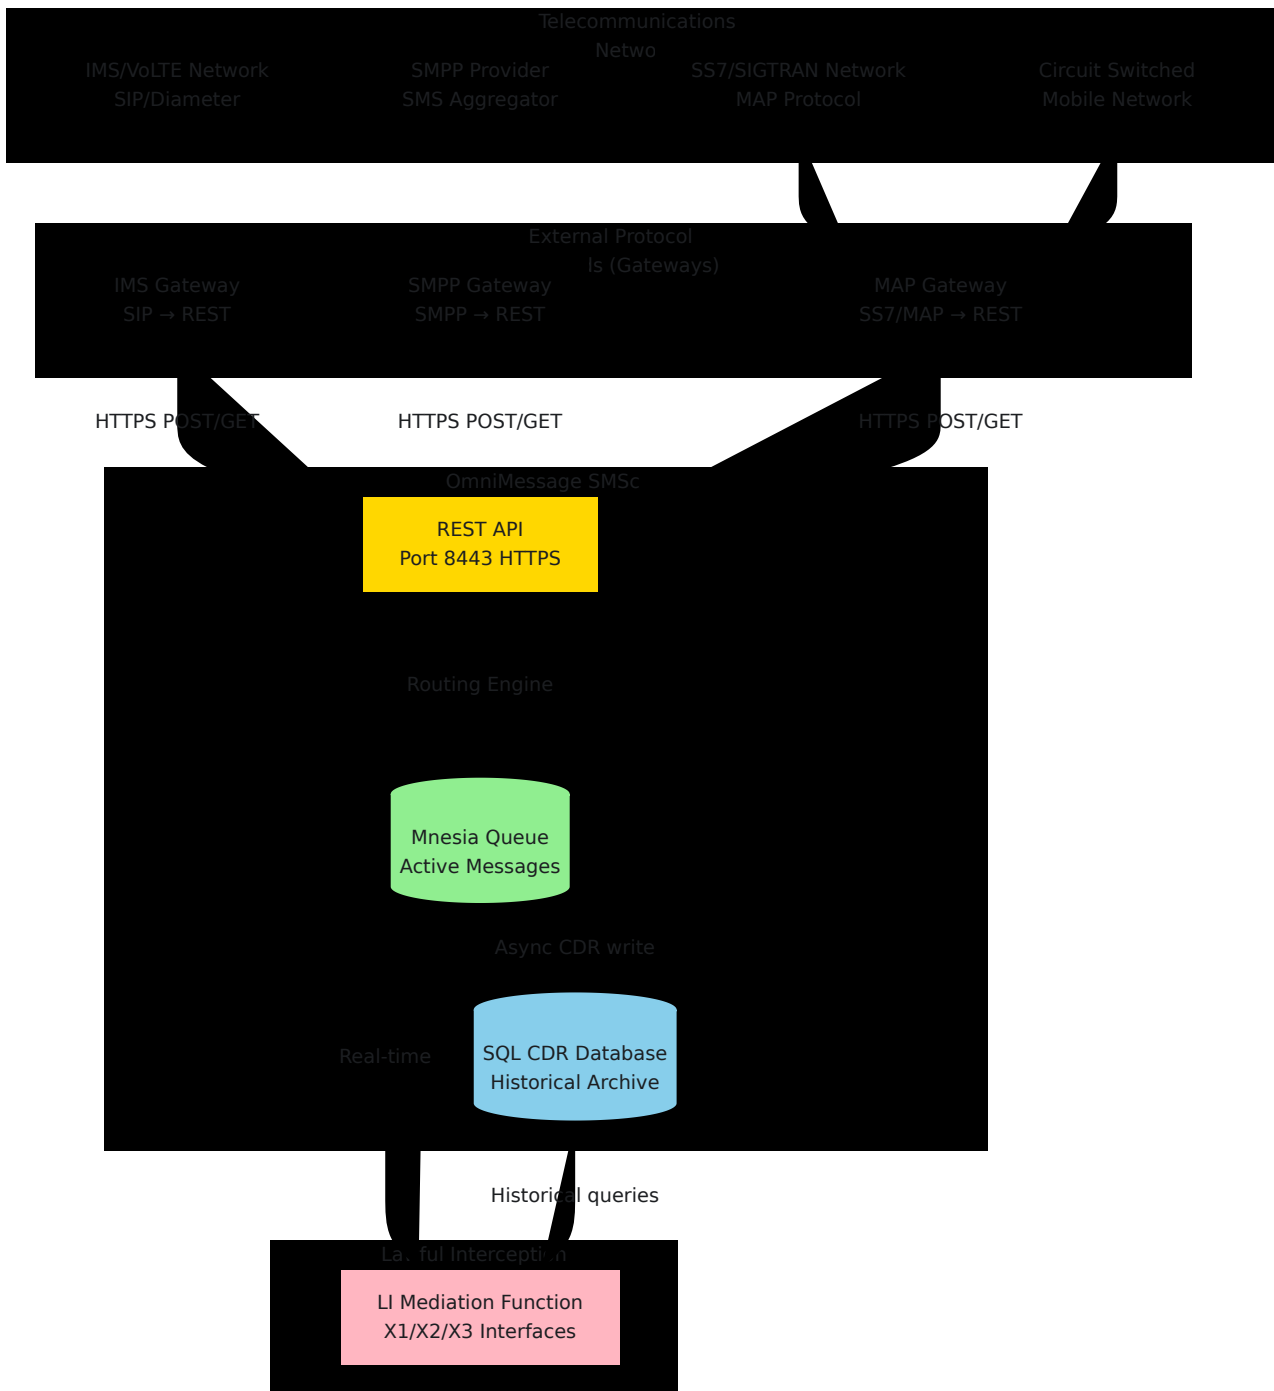 Telecommunications
Netwo
IMS/VoLTE Network
SIP/Diameter
SMPP Provider
SMS Aggregator
SS7/SIGTRAN Network
MAP Protocol
Circuit Switched
Mobile Network
External Protocol
ls (Gateways)
IMS Gateway
SIP → REST
SMPP Gateway
SMPP → REST
MAP Gateway
SS7/MAP → REST
HTTPS POST/GET
HTTPS POST/GET
HTTPS POST/GET
OmniMessage SMSc
REST API
Port 8443 HTTPS
Routing Engine
Mnesia Queue
Active Messages
Async CDR write
SQL CDR Database
Historical Archive
Real-time
Historical queries
Lawful Interception
LI Mediation Function
X1/X2/X3 Interfaces